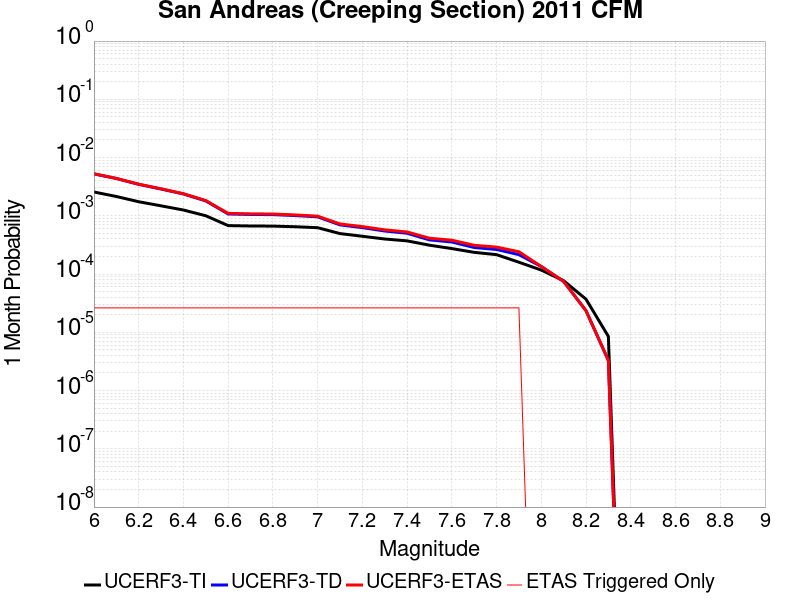 San Andreas (Creeping Section) 2011 CFM
1 Month Probability
10^0
10^-1
10^-2
10^-3
10^-4
10^-5
10^-6
10^-7
10^-8
6 6.2 6.4 6.6 6.8 7 7.2 7.4 7.6 7.8 8 8.2 8.4 8.6 8.8 9
Magnitude
UCERF3-TI UCERF3-TD UCERF3-ETAS ETAS Triggered Only